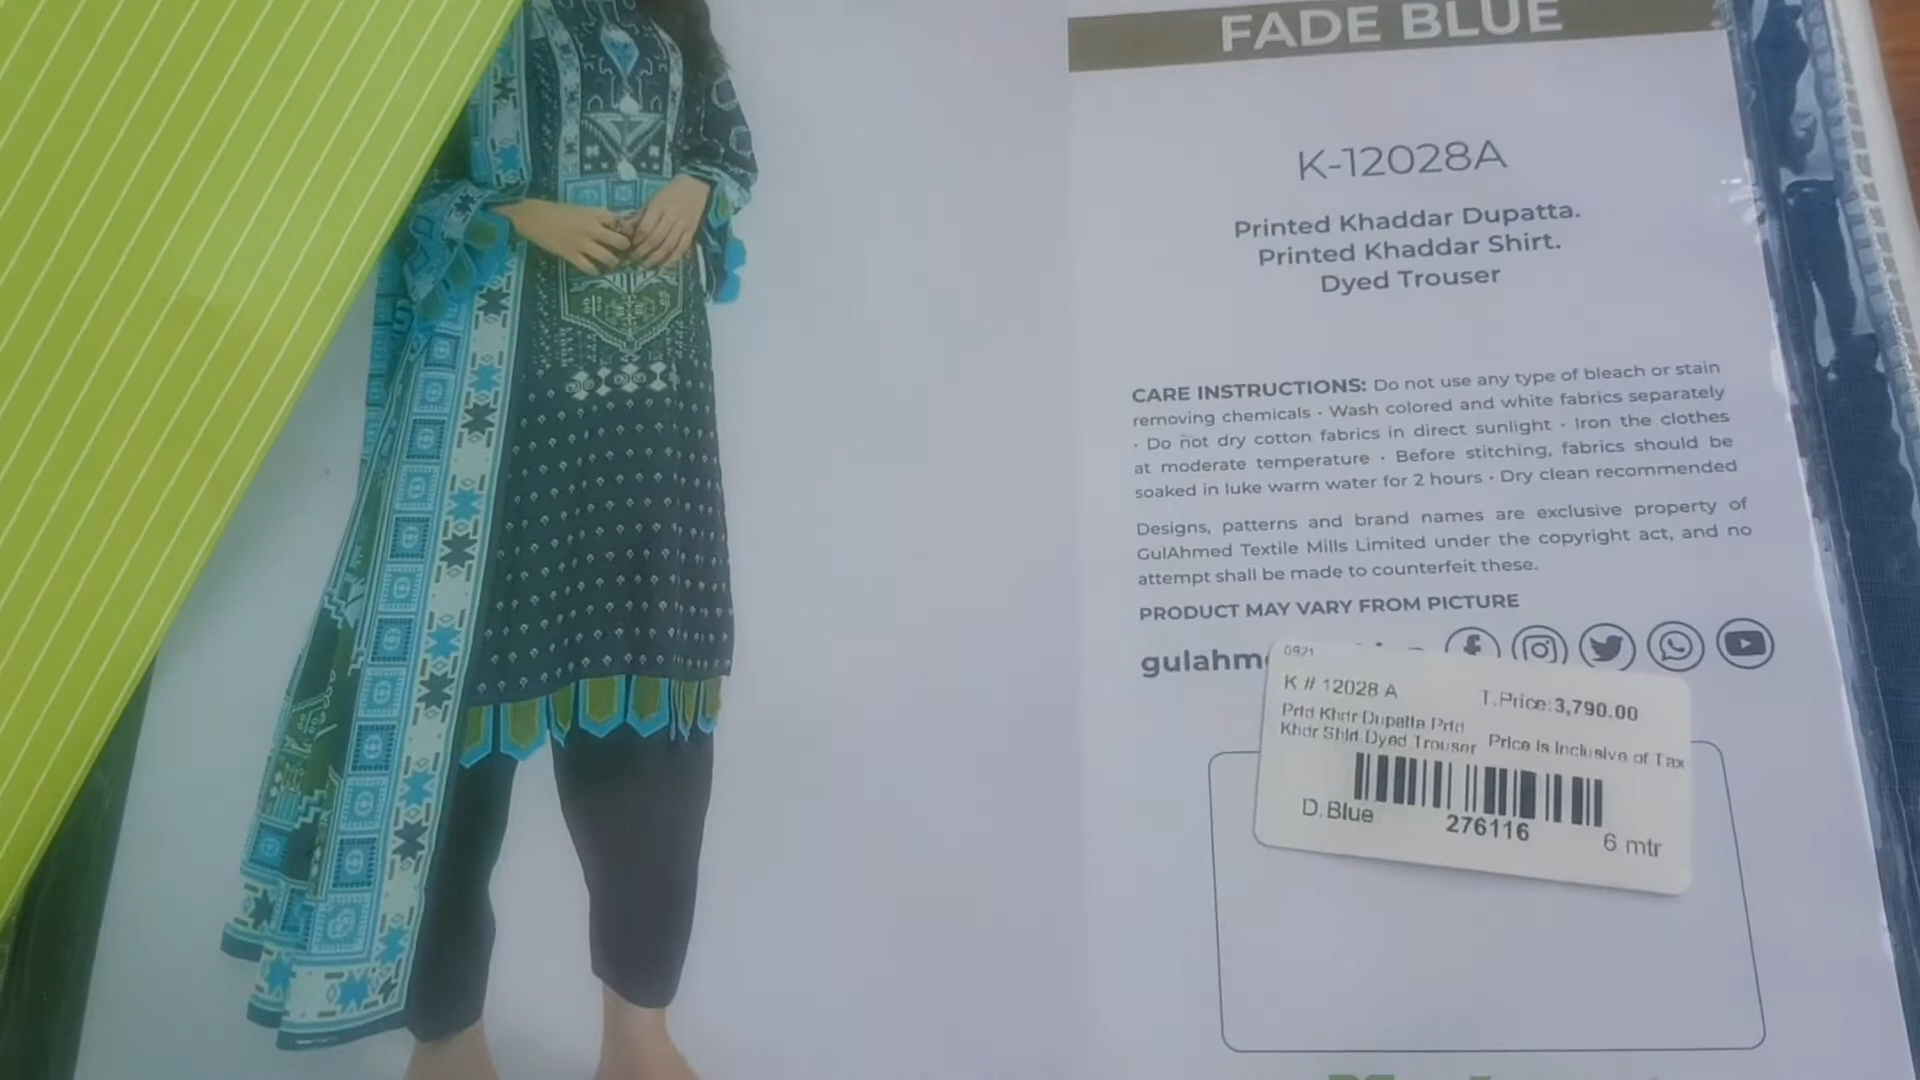 FADE BLUE
K-12028A
Printed Khaddar Dupatta.
Printed Khaddar Shirt.
Dyed Trouser
CARE INSTRUCTIONS: Do not use any type of bleach or stain
removing chemicals • Wash colored and white fabrics separately
• Do not dry cotton fabrics in direct sunlight • Iron the clothes
at moderate temperature • Before stitching, fabrics should be
soaked in luke warm water for 2 hours • Dry clean recommended
Designs, patterns and brand names are exclusive property of
GulAhmed Textile Mills Limited under the copyright act, and no
attempt shall be made to counterfeit these.
PRODUCT MAY VARY FROM PICTURE
0921
K # 12028 A T.Price:3,790.00
Prtd Khdr Dupatta Prtd
Khdr Shirt Dyed Trouser Price Is Inclusive of Tax
D.Blue 276116 6 mtr